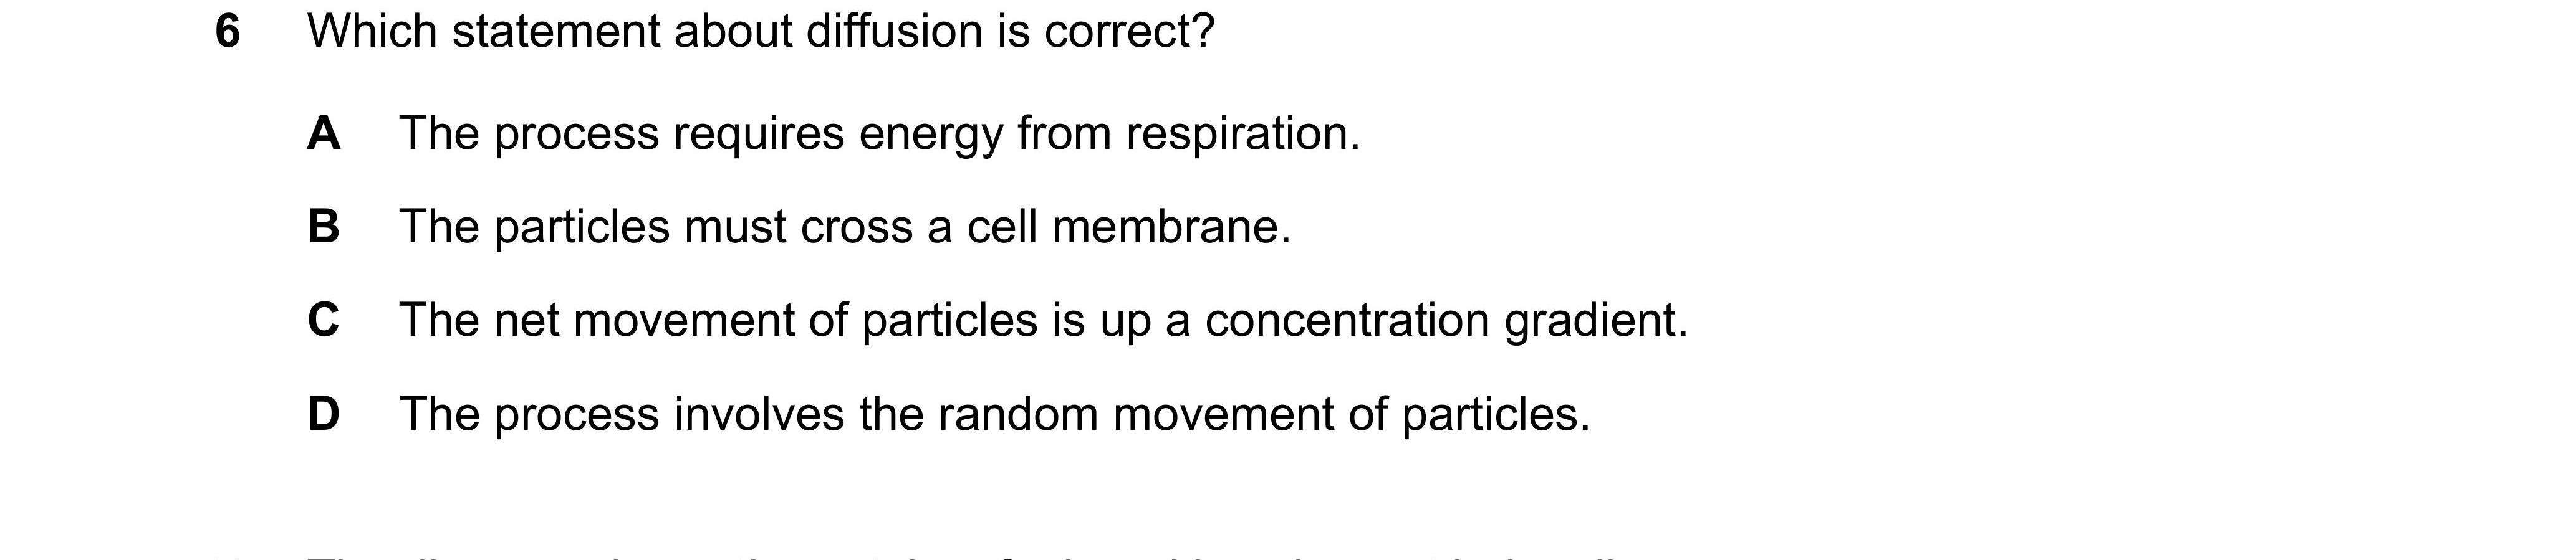 6 Which statement about diffusion is correct?
A The process requires energy from respiration.
B The particles must cross a cell membrane.
C The net movement of particles is up a concentration gradient.
D The process involves the random movement of particles.